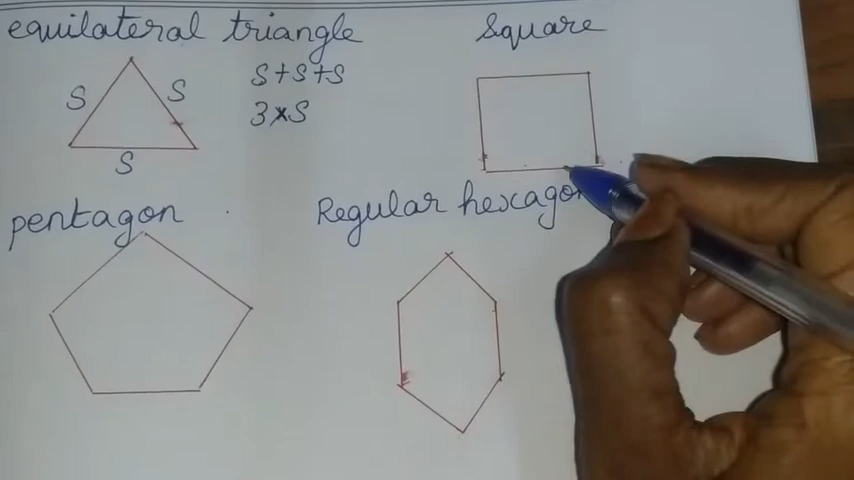 equilateral triangle
S
S
S
S+S+S
3×S
Square
pentagon
Regular hexagon